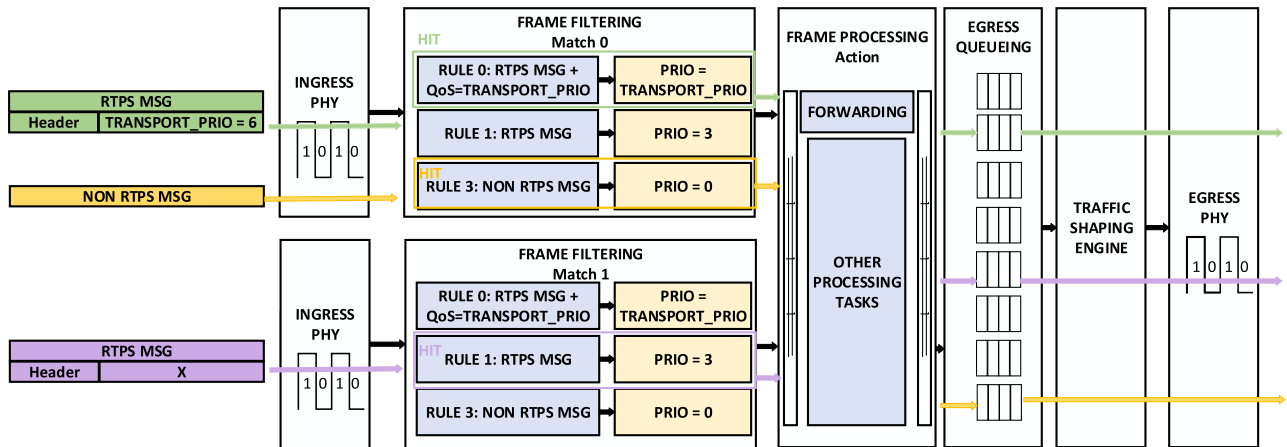 RTPS MSG
Header
TRANSPORT_PRIO = 6
NON RTPS MSG
INGRESS
PHY
1 0 1 0
FRAME FILTERING
Match 0
HIT
RULE 0: RTPS MSG +
QoS=TRANSPORT_PRIO
PRIO =
TRANSPORT_PRIO
RULE 1: RTPS MSG
PRIO = 3
HIT
RULE 3: NON RTPS MSG
PRIO = 0
RTPS MSG
Header
X
INGRESS
PHY
1 0 1 0
FRAME FILTERING
Match 1
RULE 0: RTPS MSG +
QoS=TRANSPORT_PRIO
PRIO =
TRANSPORT_PRIO
HIT
RULE 1: RTPS MSG
PRIO = 3
RULE 3: NON RTPS MSG
PRIO = 0
FRAME PROCESSING
Action
FORWARDING
OTHER
PROCESSING
TASKS
EGRESS
QUEUEING
TRAFFIC
SHAPING
ENGINE
EGRESS
PHY
1 0 1 0